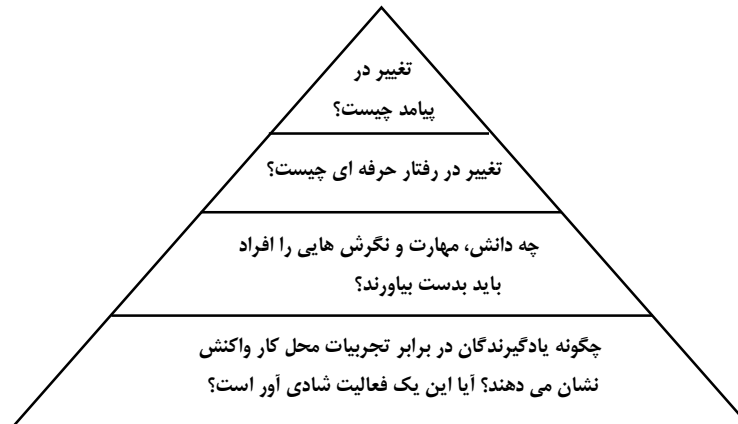 تغییر در
پیامد چیست؟
تغییر در رفتار حرفه ای چیست؟
چه دانش، مهارت و نگرش هایی را افراد
باید بدست بیاورند؟
چگونه یادگیرندگان در برابر تجربیات محل کار واکنش
نشان می دهند؟ آیا این یک فعالیت شادی آور است؟